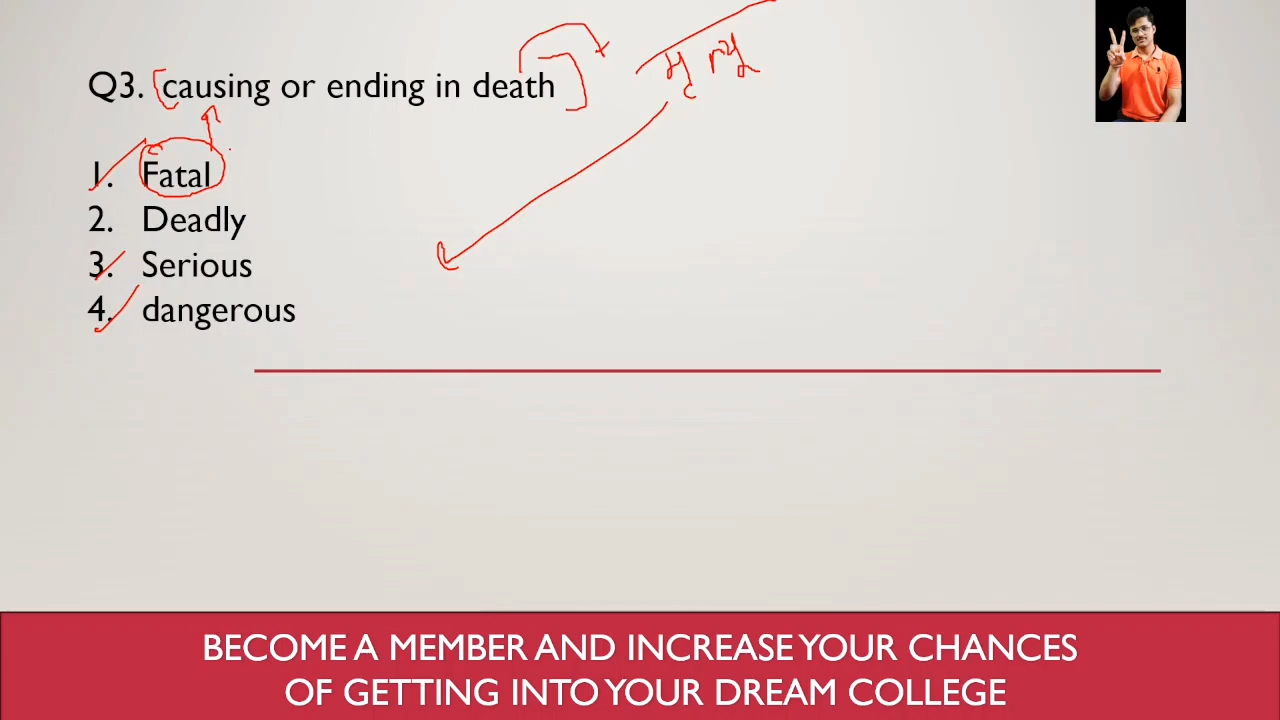 Q3. causing or ending in death
1. Fatal
2. Deadly
3. Serious
4. dangerous
BECOME A MEMBER AND INCREASE YOUR CHANCES
OF GETTING INTO YOUR DREAM COLLEGE